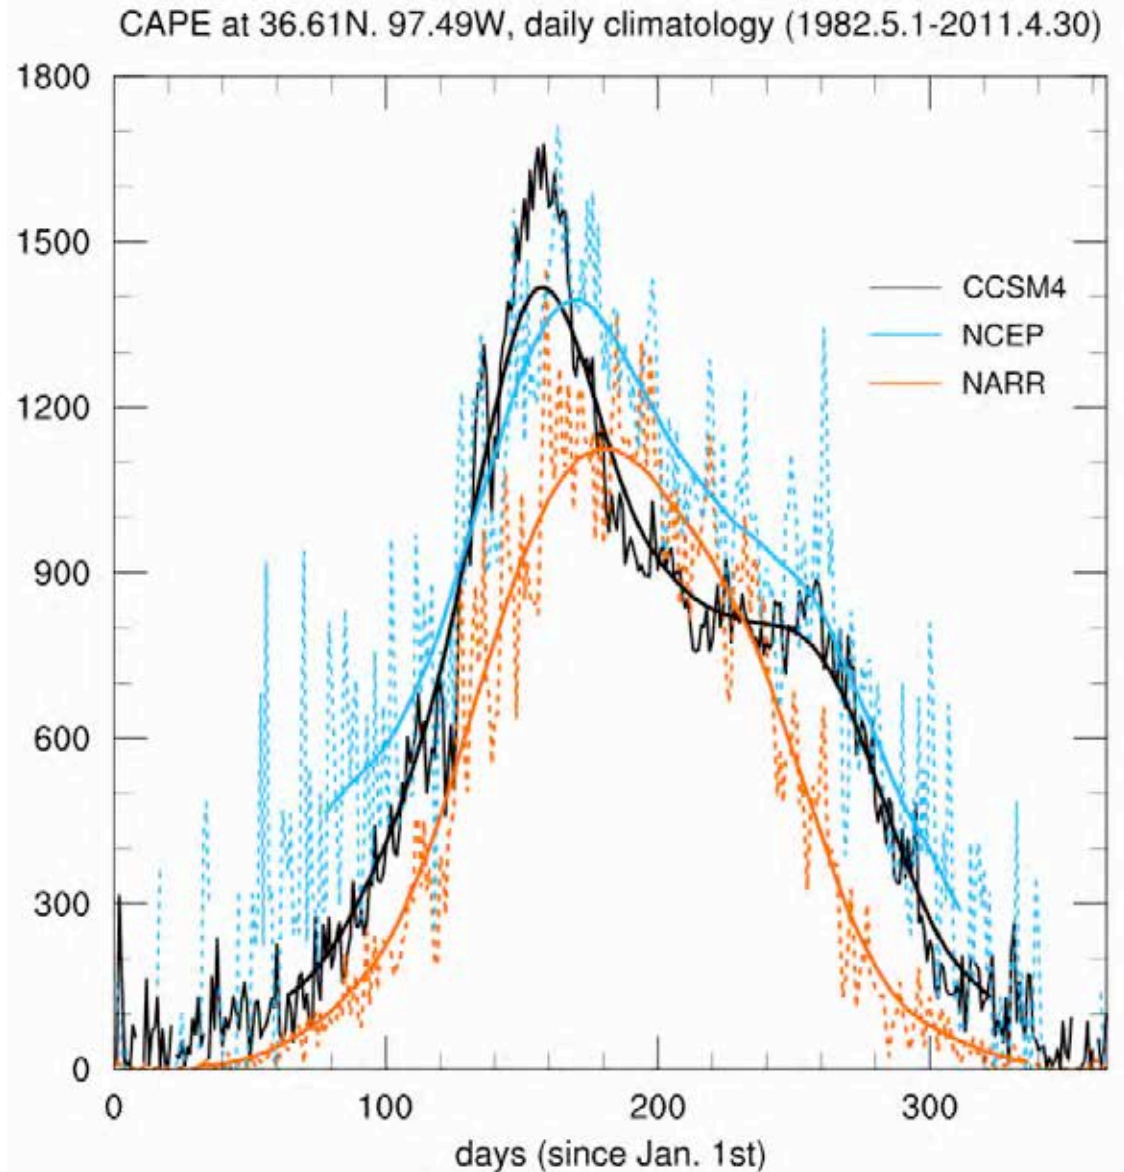 CAPE at 36.61N. 97.49W, daily climatology (1982.5.1-2011.4.30)
1800
1500
1200
900
600
300
0
CCSM4
NCEP
NARR
0 100 200 300
days (since Jan. 1st)